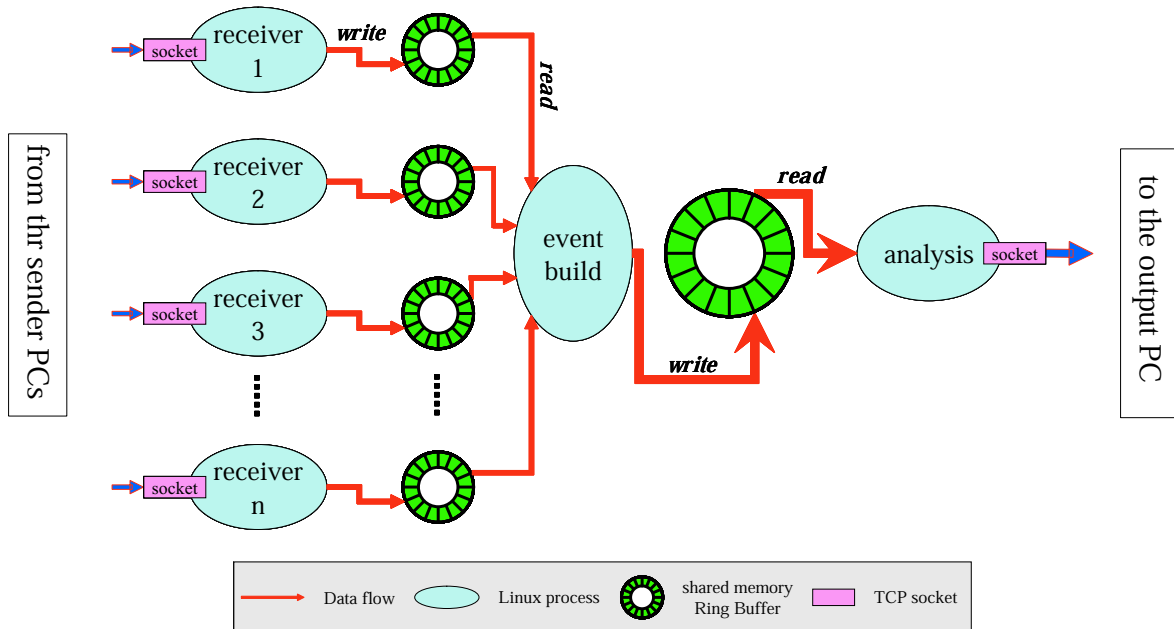 from thr sender PCs
socket
receiver
1
write
read
socket
receiver
2
socket
receiver
3
socket
receiver
n
event
build
write
read
analysis
socket
to the outpup PC
Data flow
Linux process
shared memory
Ring Buffer
TCP socket